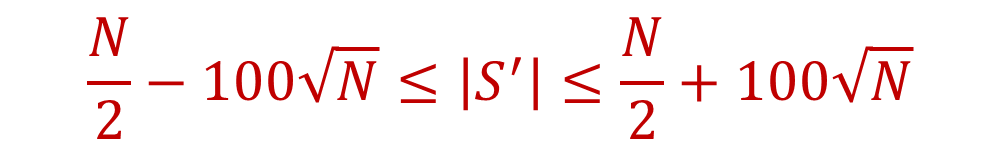 N/2 − 100√N ≤ |S′| ≤ N/2 + 100√N